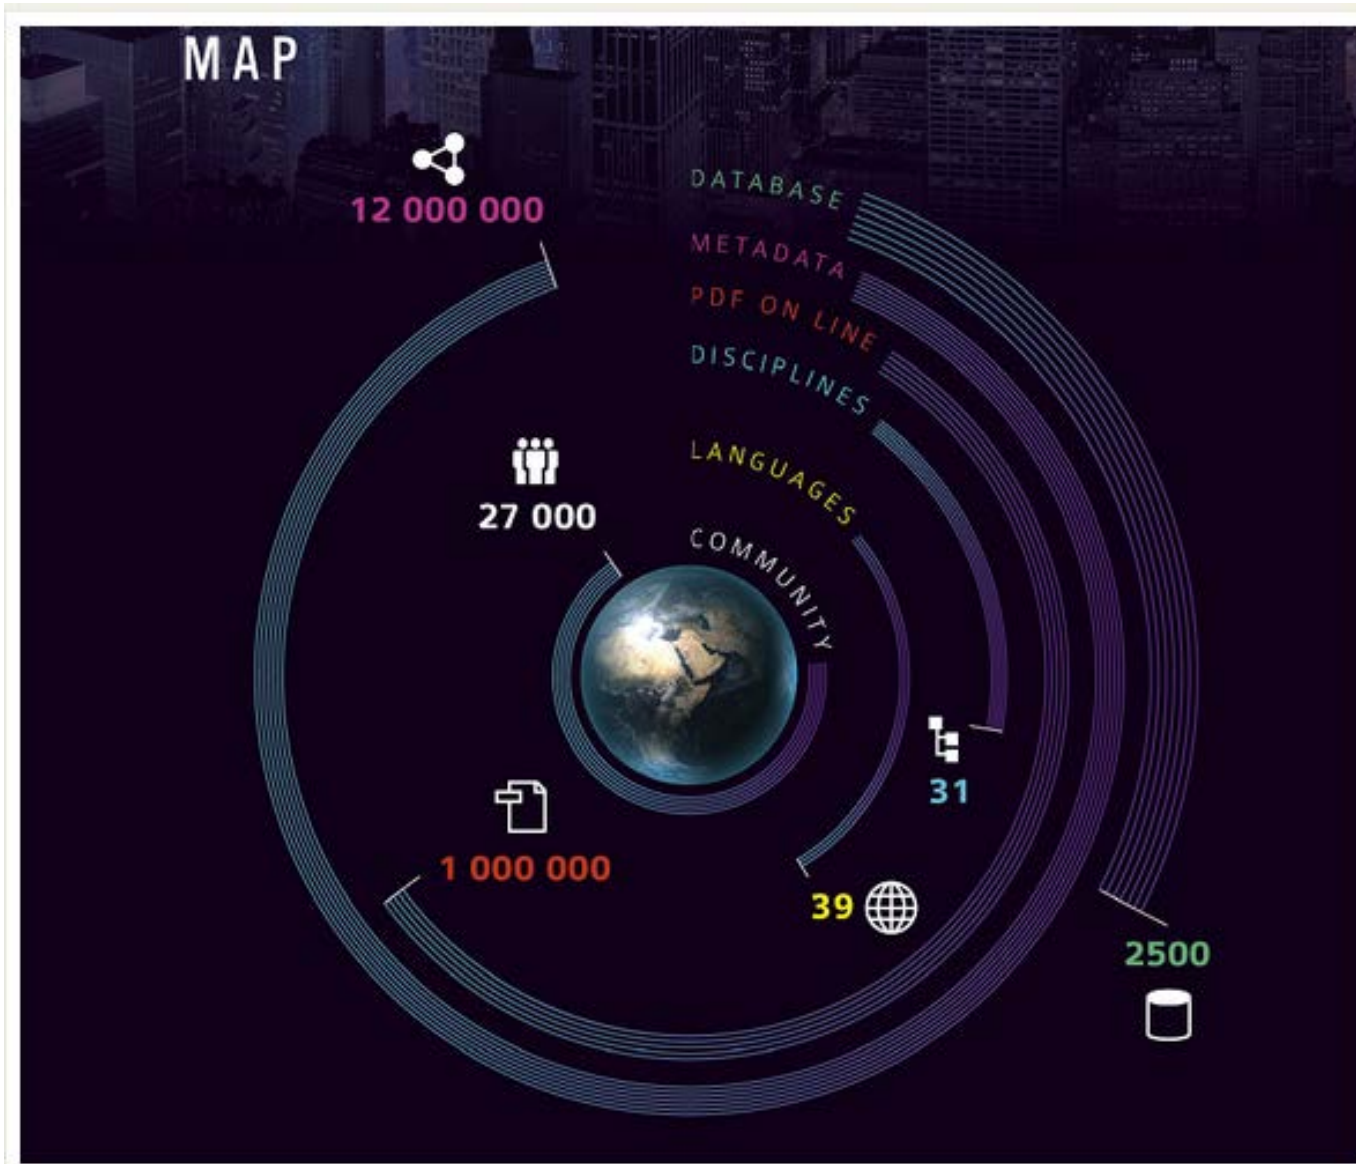 MAP
12 000 000
DATABASE
METADATA
PDF ON LINE
DISCIPLINES
LANGUAGES
27 000
COMMUNITY
31
1 000 000
39
2500